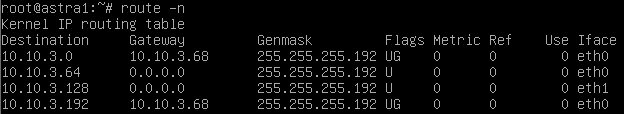 root@astra1:~# route -n
Kernel IP routing table
Destination Gateway Genmask Flags Metric Ref Use Iface
10.10.3.0 10.10.3.68 255.255.255.192 UG 0 0 0 eth0
10.10.3.64 0.0.0.0 255.255.255.192 U 0 0 0 eth0
10.10.3.128 0.0.0.0 255.255.255.192 U 0 0 0 eth1
10.10.3.192 10.10.3.68 255.255.255.192 UG 0 0 0 eth0